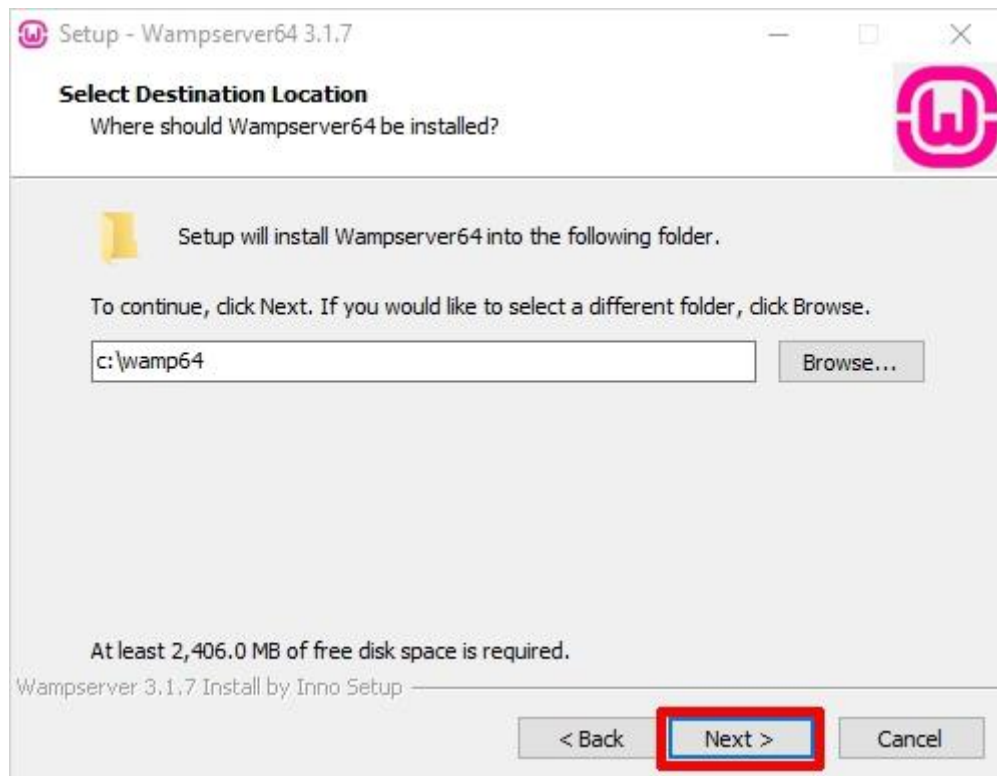 Setup - Wampserver64 3.1.7
Select Destination Location
Where should Wampserver64 be installed?
Setup will install Wampserver64 into the following folder.
To continue, click Next. If you would like to select a different folder, click Browse.
c:\wamp64
Browse...
At least 2,406.0 MB of free disk space is required.
Wampserver 3.1.7 Install by Inno Setup
< Back
Next >
Cancel